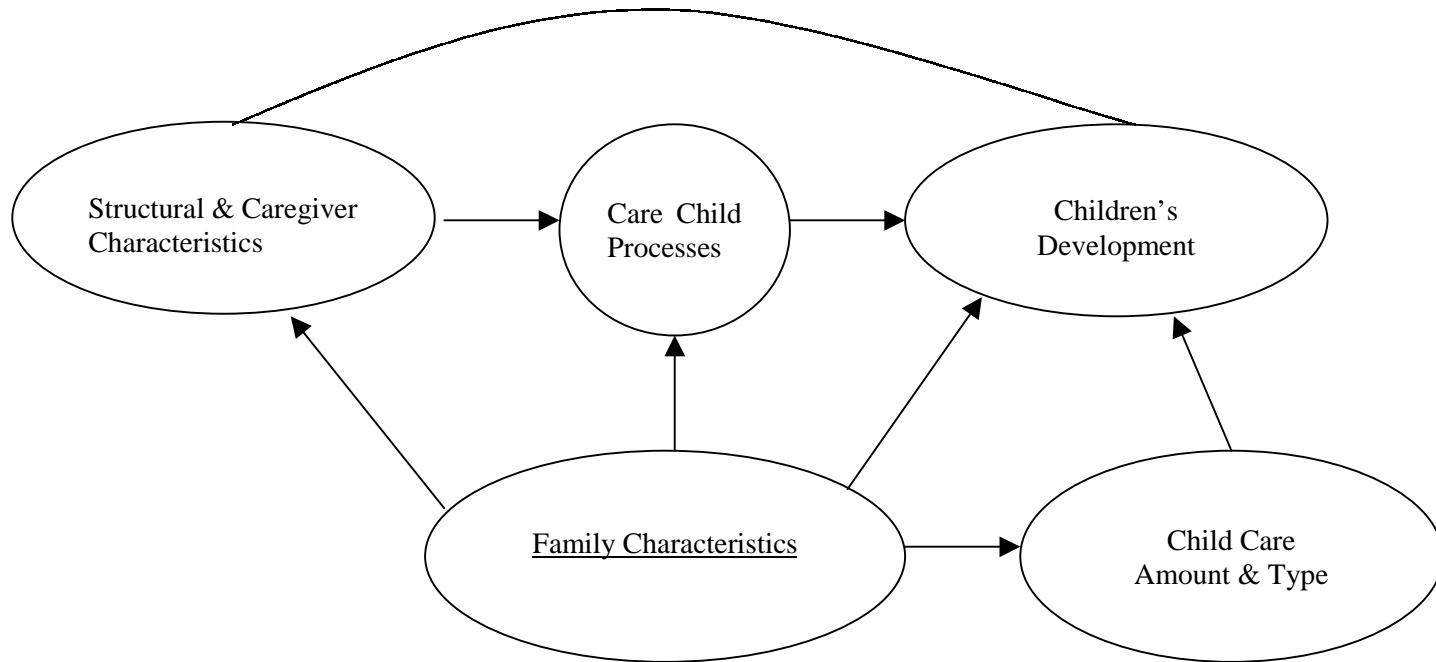 Structural & Caregiver
Characteristics
Care Child
Processes
Children’s
Development
Family Characteristics
Child Care
Amount & Type